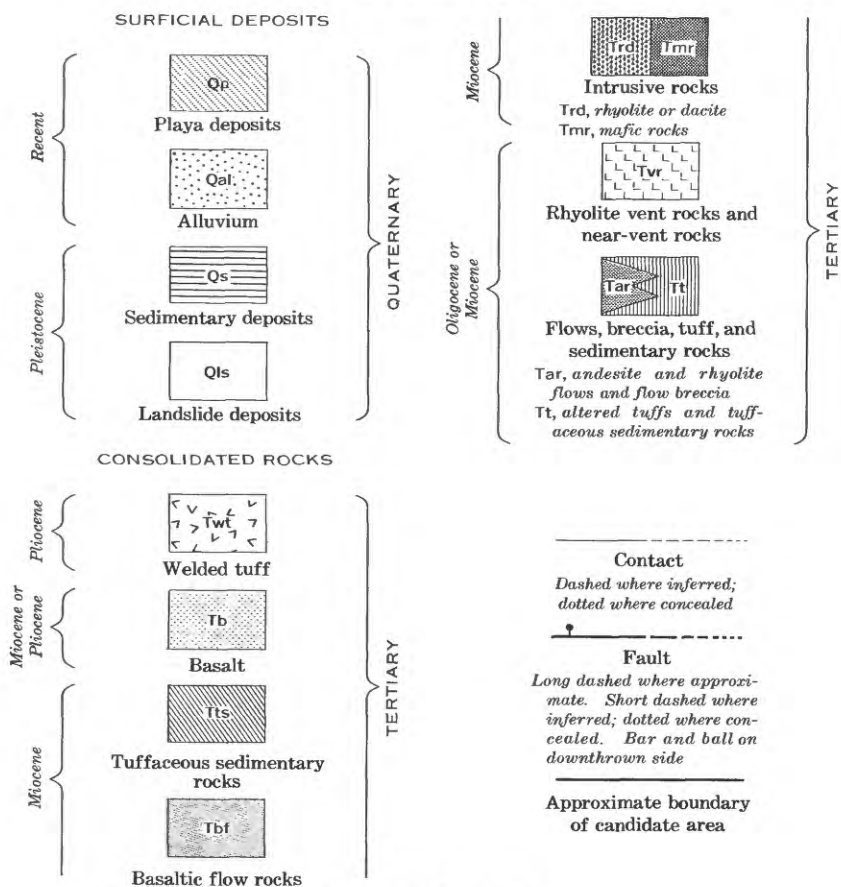 SURFICIAL DEPOSITS
Recent
Qp
Playa deposits
Qal
Alluvium
Pleistocene
Qs
Sedimentary deposits
Qls
Landslide deposits
QUATERNARY
CONSOLIDATED ROCKS
Pliocene
Twt
Welded tuff
Miocene or
Pliocene
Tb
Basalt
Miocene
Tts
Tuffaceous sedimentary
rocks
Tbf
Basaltic flow rocks
TERTIARY
Miocene
Trd
Tmr
Intrusive rocks
Trd, rhyolite or dacite
Tmr, mafic rocks
Oligocene or
Miocene
Tvr
Rhyolite vent rocks and
near-vent rocks
Tar
Tt
Flows, breccia, tuff, and
sedimentary rocks
Tar, andesite and rhyolite
flows and flow breccia
Tt, altered tuffs and tuff-
aceous sedimentary rocks
TERTIARY
Contact
Dashed where inferred;
dotted where concealed
Fault
Long dashed where approxi-
mate. Short dashed where
inferred; dotted where con-
cealed. Bar and ball on
downthrown side
Approximate boundary
of candidate area